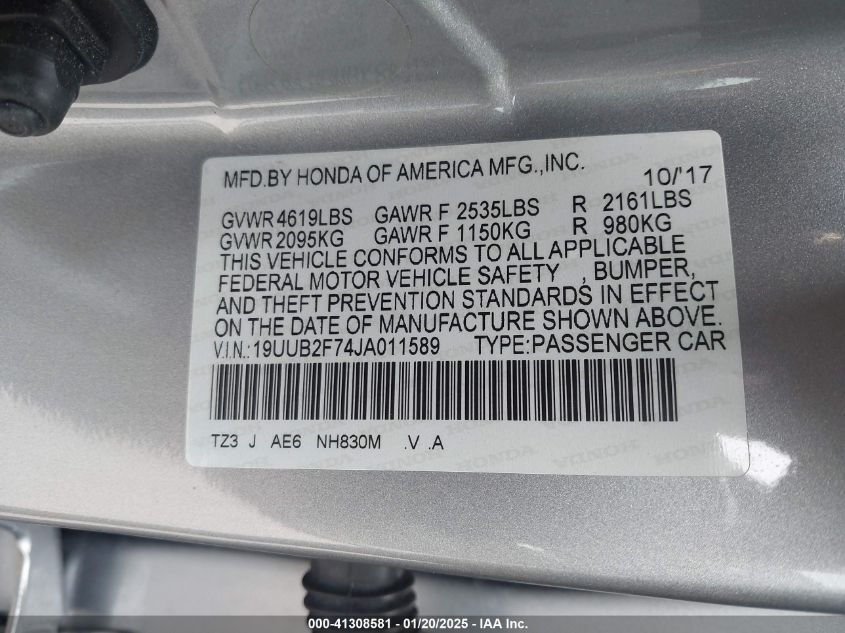 MFD.BY HONDA OF AMERICA MFG.,INC. 10/'17
GVWR 4619LBS GAWR F 2535LBS R 2161LBS
GVWR 2095KG GAWR F 1150KG R 980KG
THIS VEHICLE CONFORMS TO ALL APPLICABLE
FEDERAL MOTOR VEHICLE SAFETY , BUMPER,
AND THEFT PREVENTION STANDARDS IN EFFECT
ON THE DATE OF MANUFACTURE SHOWN ABOVE.
V.I.N.:19UUB2F74JA011589 TYPE:PASSENGER CAR
TZ3 J AE6 NH830M .V .A
000-41308581 | 01/20/2025 | IAA Inc.